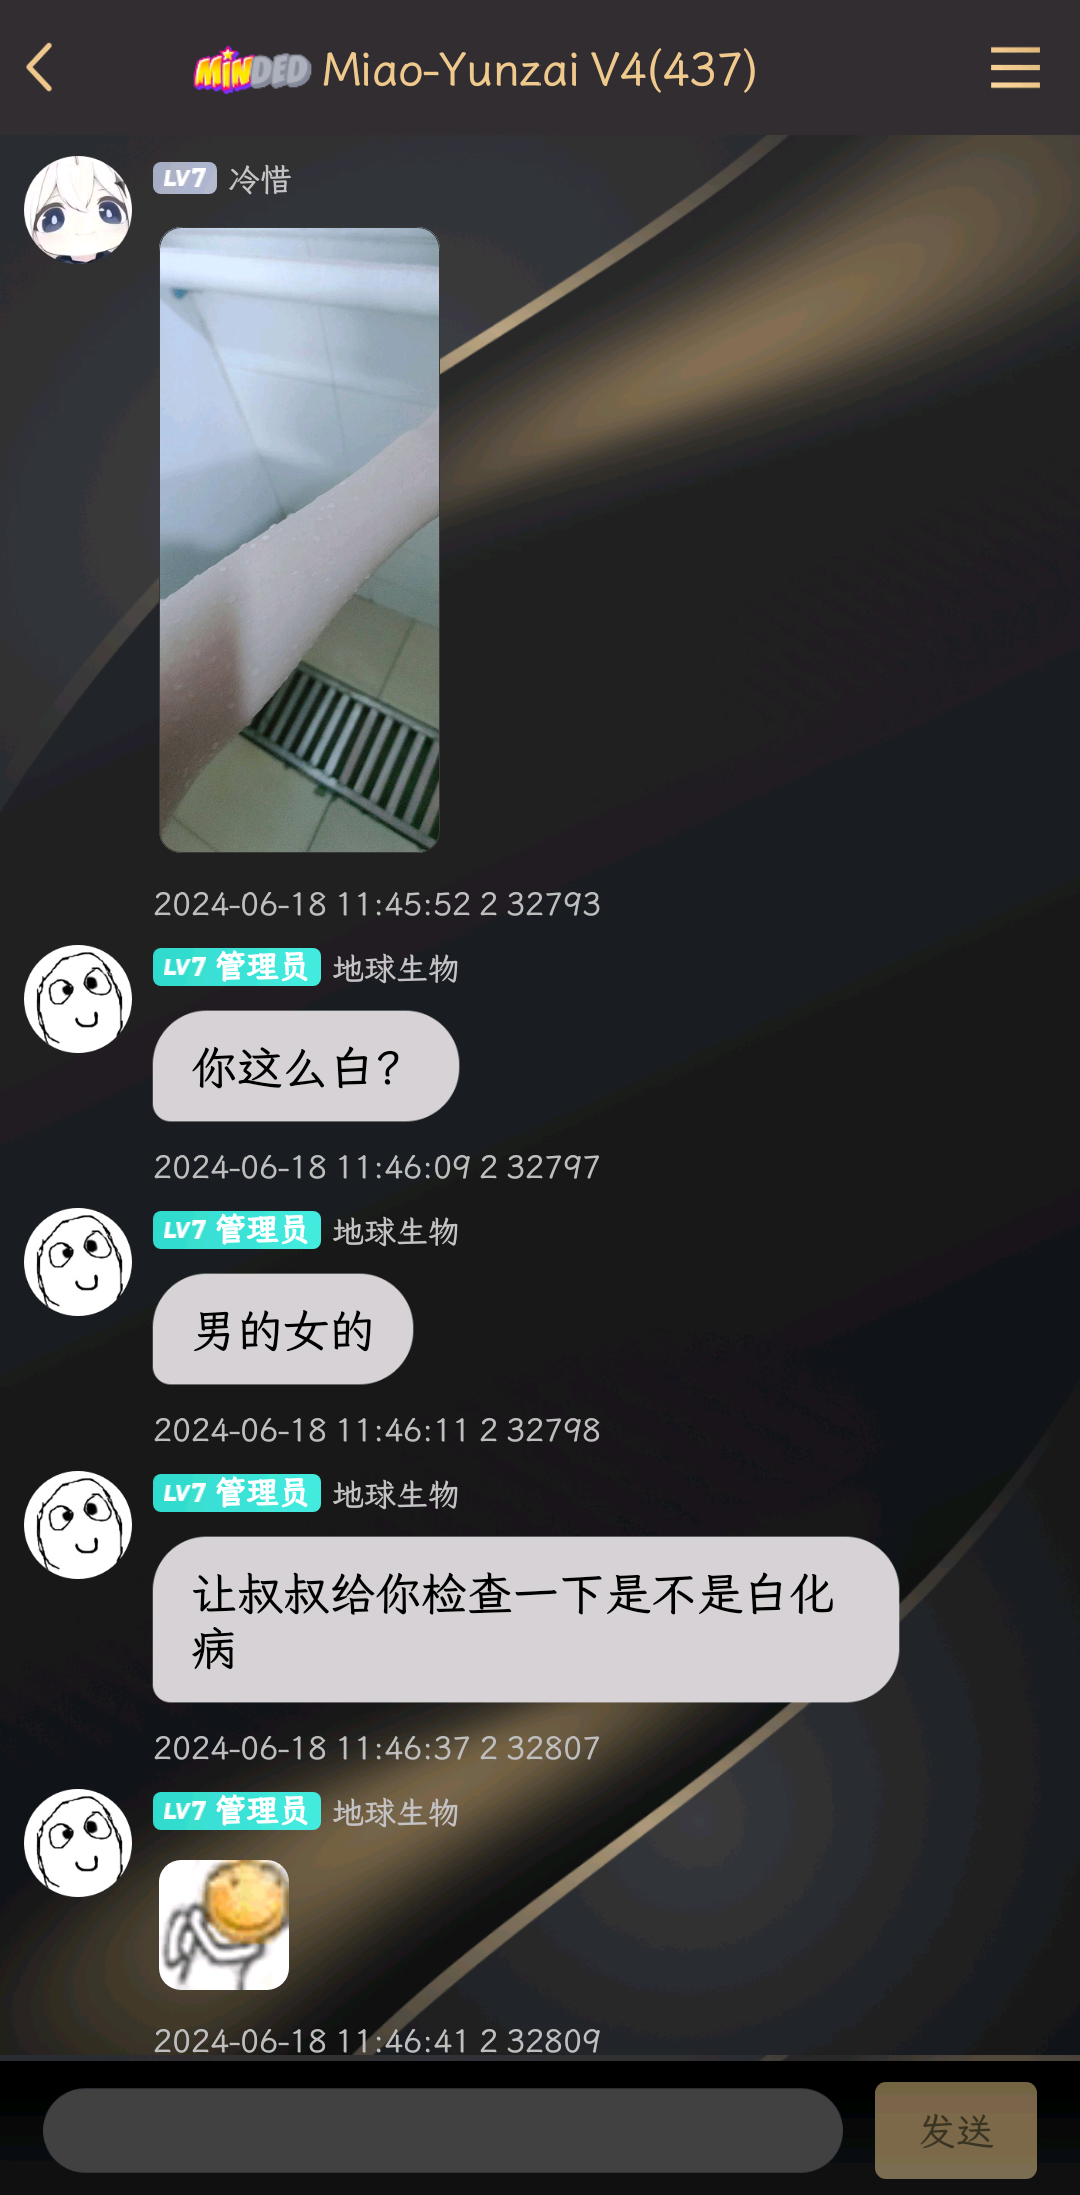 MINDED Miao-Yunzai V4(437)
LV7 冷惜
2024-06-18 11:45:52 2 32793
LV7 管理员 地球生物
你这么白?
2024-06-18 11:46:09 2 32797
LV7 管理员 地球生物
男的女的
2024-06-18 11:46:11 2 32798
LV7 管理员 地球生物
让叔叔给你检查一下是不是白化
病
2024-06-18 11:46:37 2 32807
LV7 管理员 地球生物
2024-06-18 11:46:41 2 32809
发送